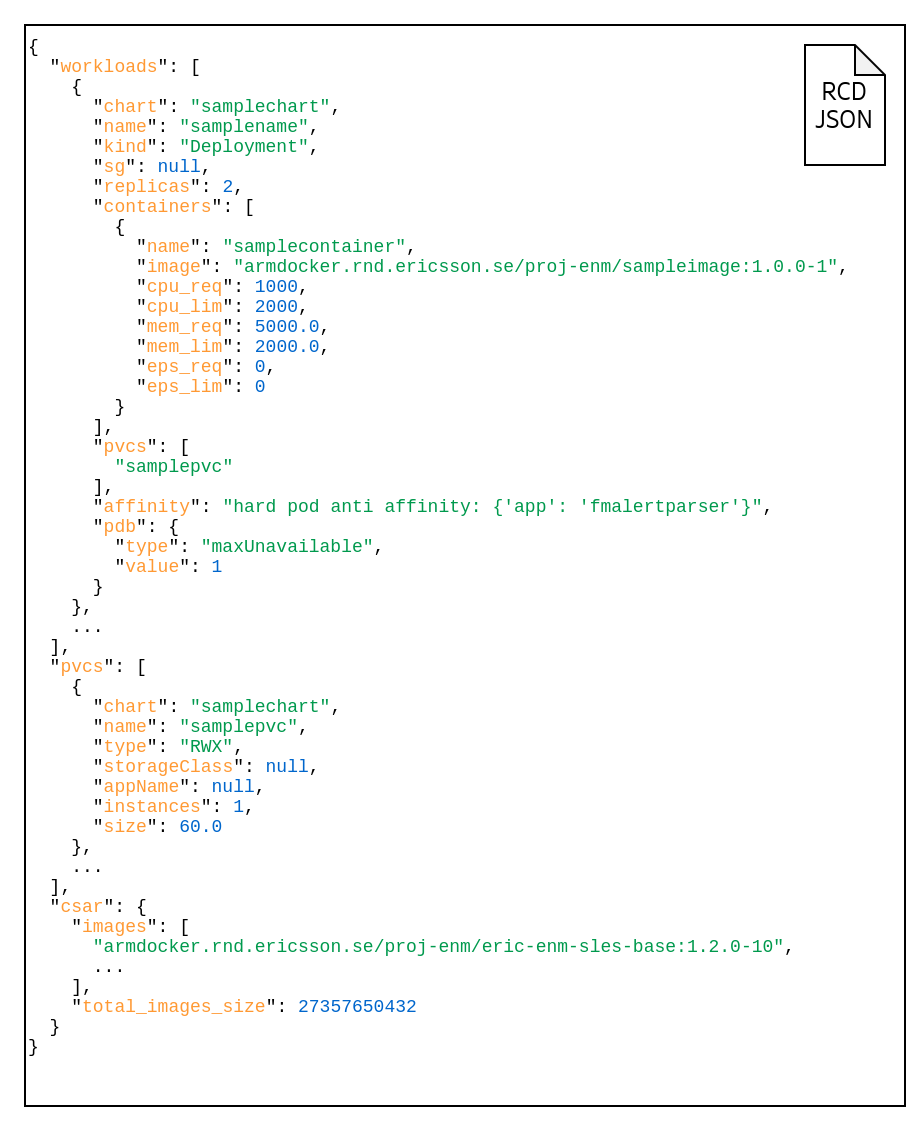 {
  "workloads": [
    {
      "chart": "samplechart",
      "name": "samplename",
      "kind": "Deployment",
      "sg": null,
      "replicas": 2,
      "containers": [
        {
          "name": "samplecontainer",
          "image": "armdocker.rnd.ericsson.se/proj-enm/sampleimage:1.0.0-1",
          "cpu_req": 1000,
          "cpu_lim": 2000,
          "mem_req": 5000.0,
          "mem_lim": 2000.0,
          "eps_req": 0,
          "eps_lim": 0
        }
      ],
      "pvcs": [
        "samplepvc"
      ],
      "affinity": "hard pod anti affinity: {'app': 'fmalertparser'}",
      "pdb": {
        "type": "maxUnavailable",
        "value": 1
      }
    },
    ...
  ],
  "pvcs": [
    {
      "chart": "samplechart",
      "name": "samplepvc",
      "type": "RWX",
      "storageClass": null,
      "appName": null,
      "instances": 1,
      "size": 60.0
    },
    ...
  ],
  "csar": {
    "images": [
      "armdocker.rnd.ericsson.se/proj-enm/eric-enm-sles-base:1.2.0-10",
      ...
    ],
    "total_images_size": 27357650432
  }
}
RCD
JSON